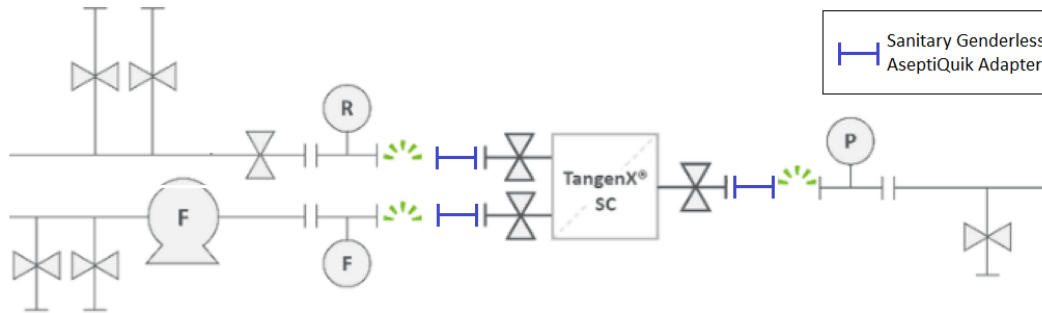 Sanitary Genderless
AseptiQuik Adapter
R
P
TangenX®
SC
F
F